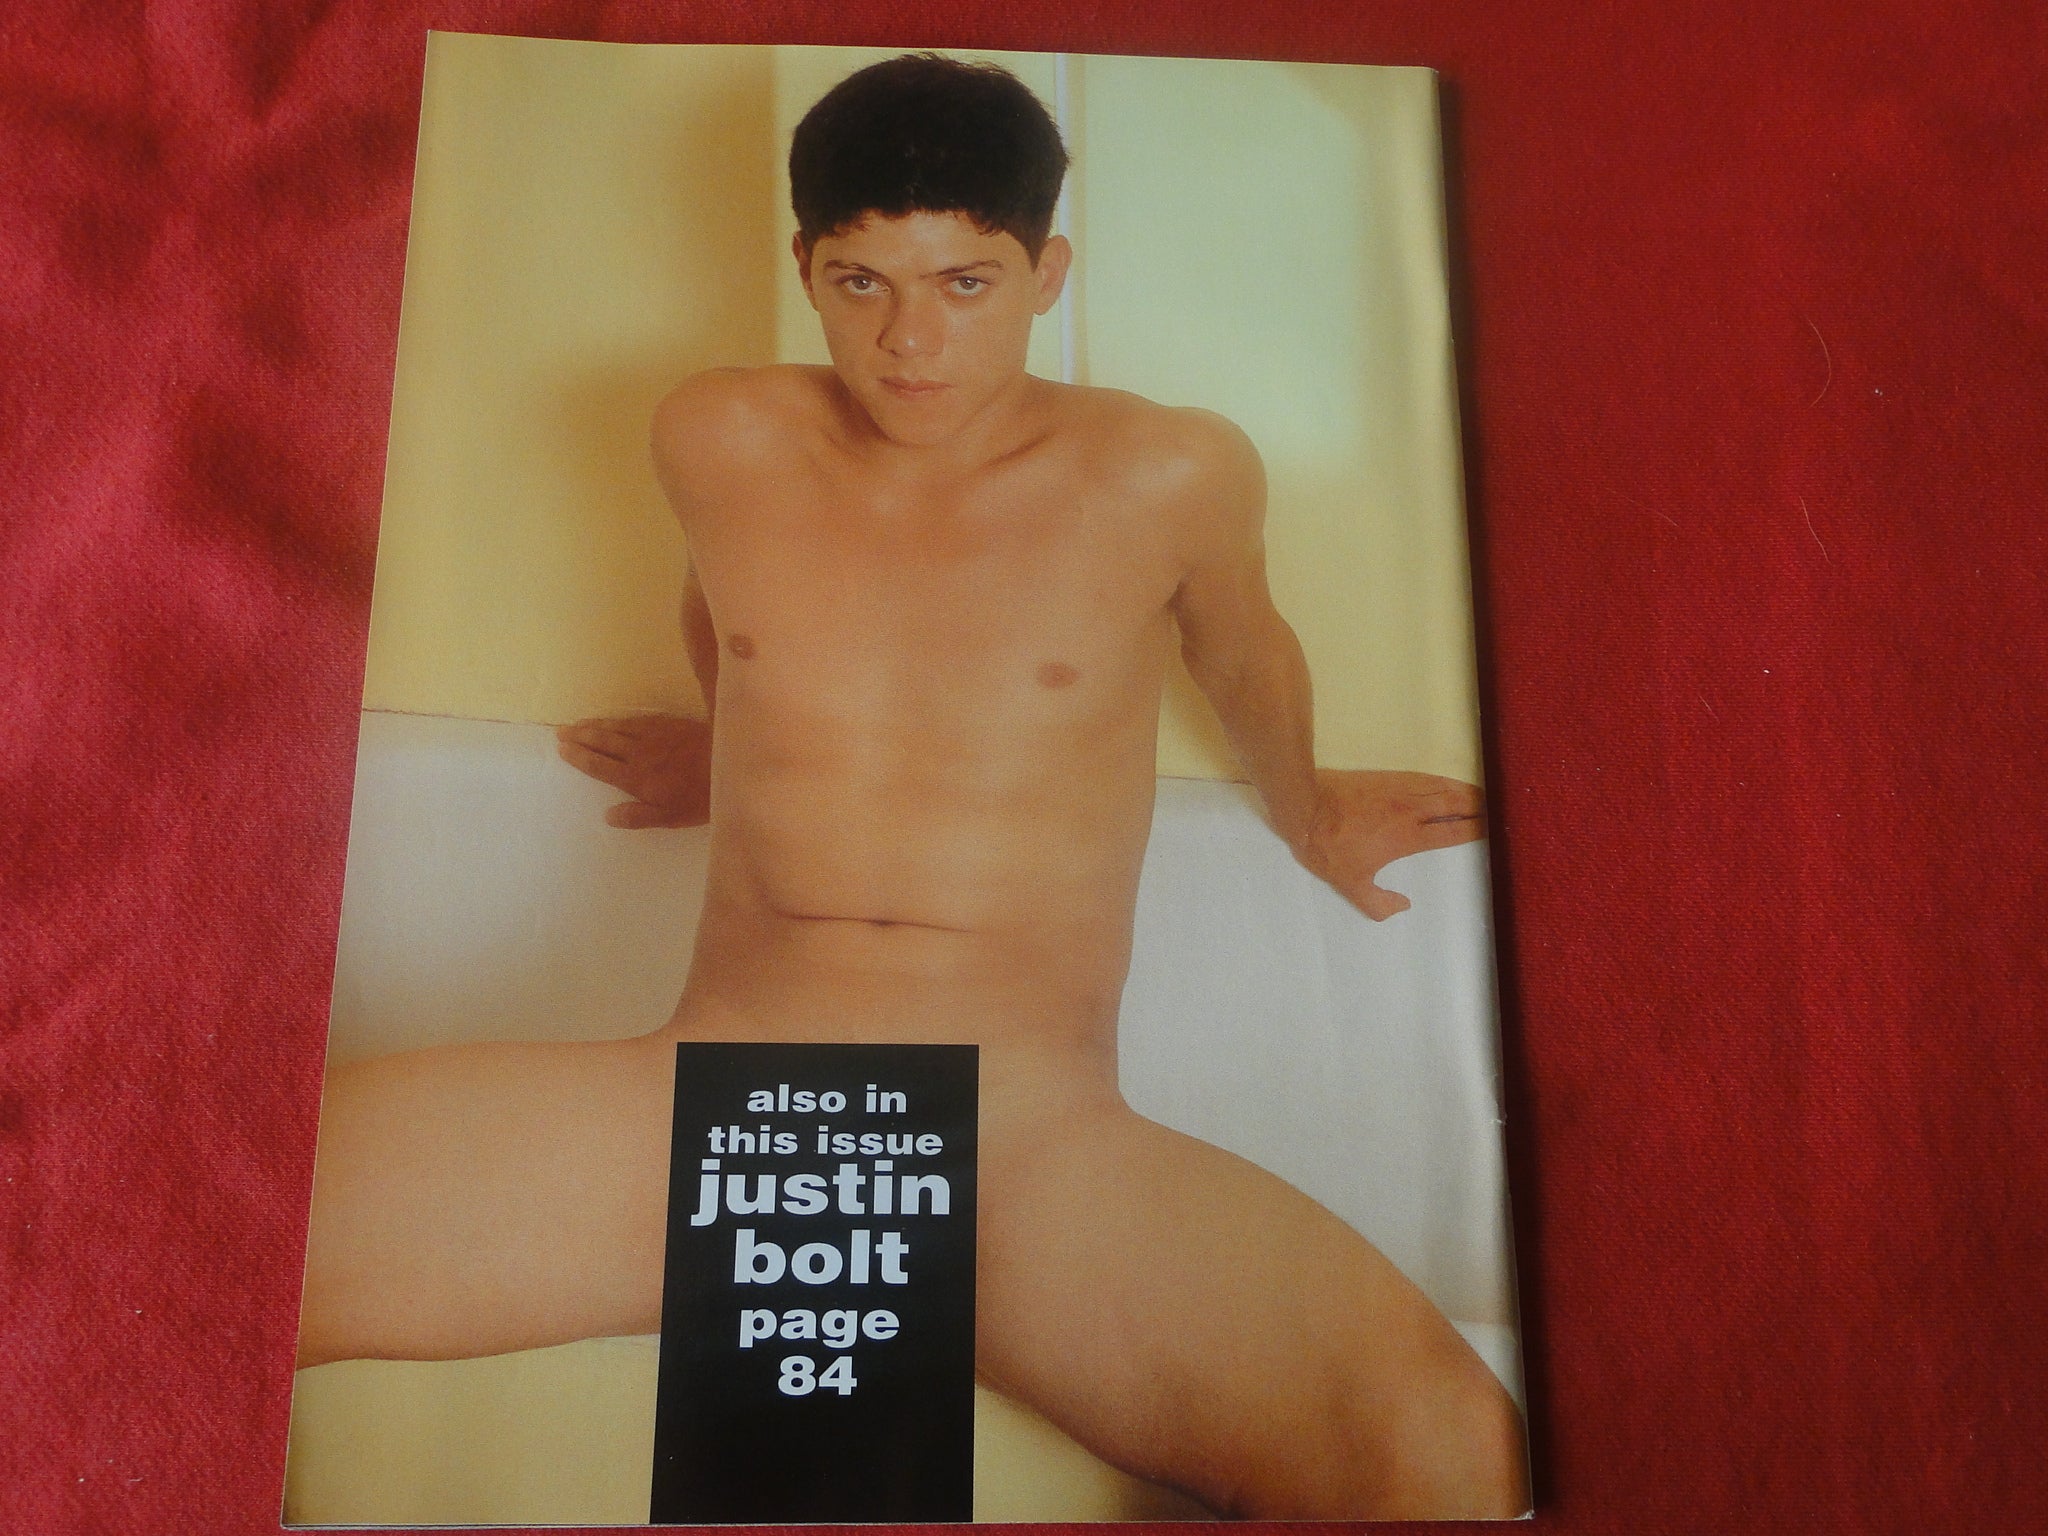 also in
this issue
justin
bolt
page
84